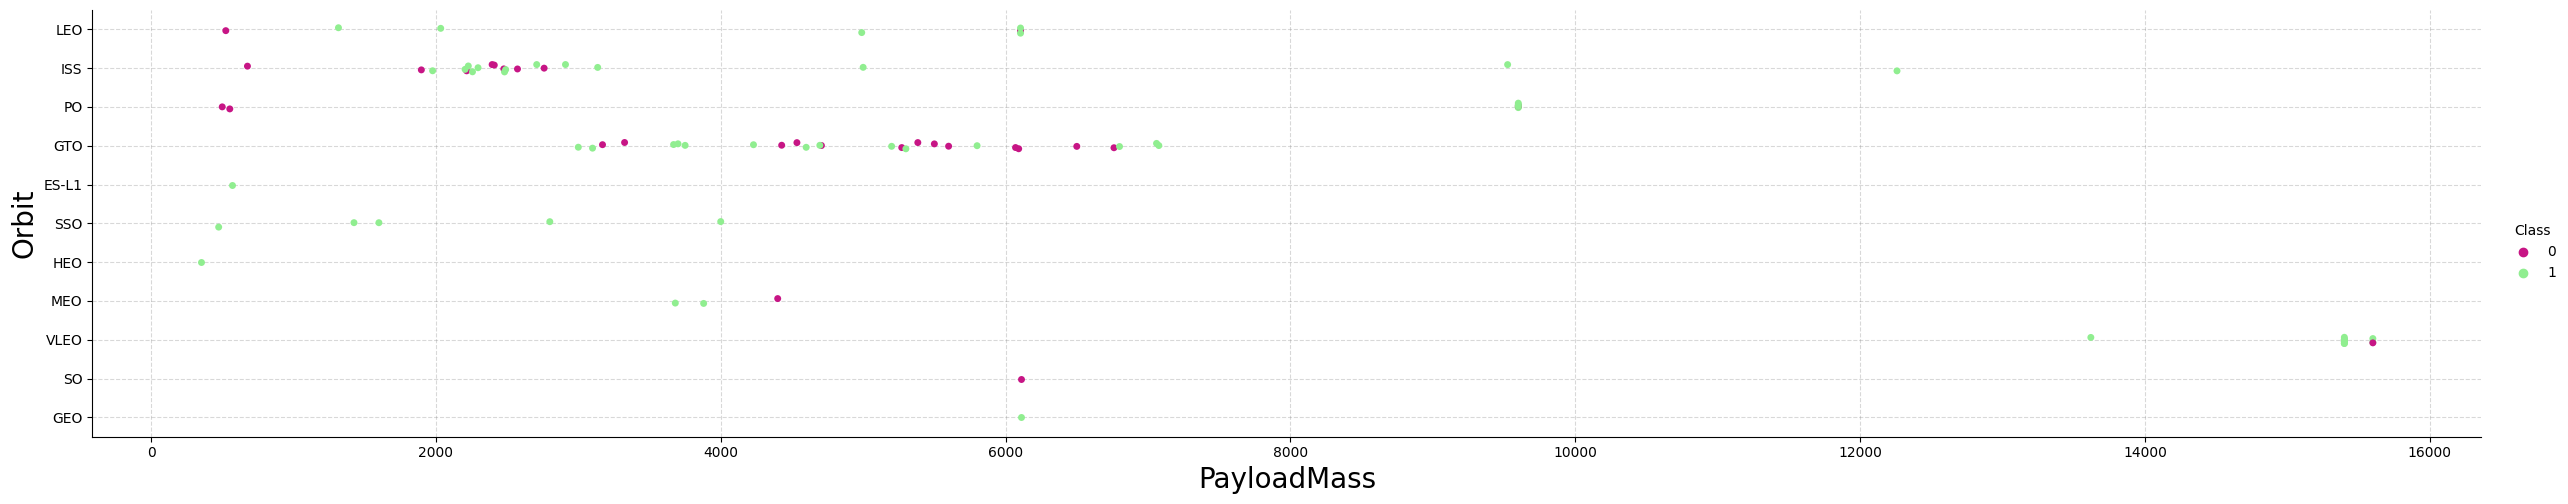 LEO
ISS
PO
GTO
ES-L1
SSO
HEO
MEO
VLEO
SO
GEO
Orbit
0 2000 4000 6000 8000 10000 12000 14000 16000
PayloadMass
Class
0
1